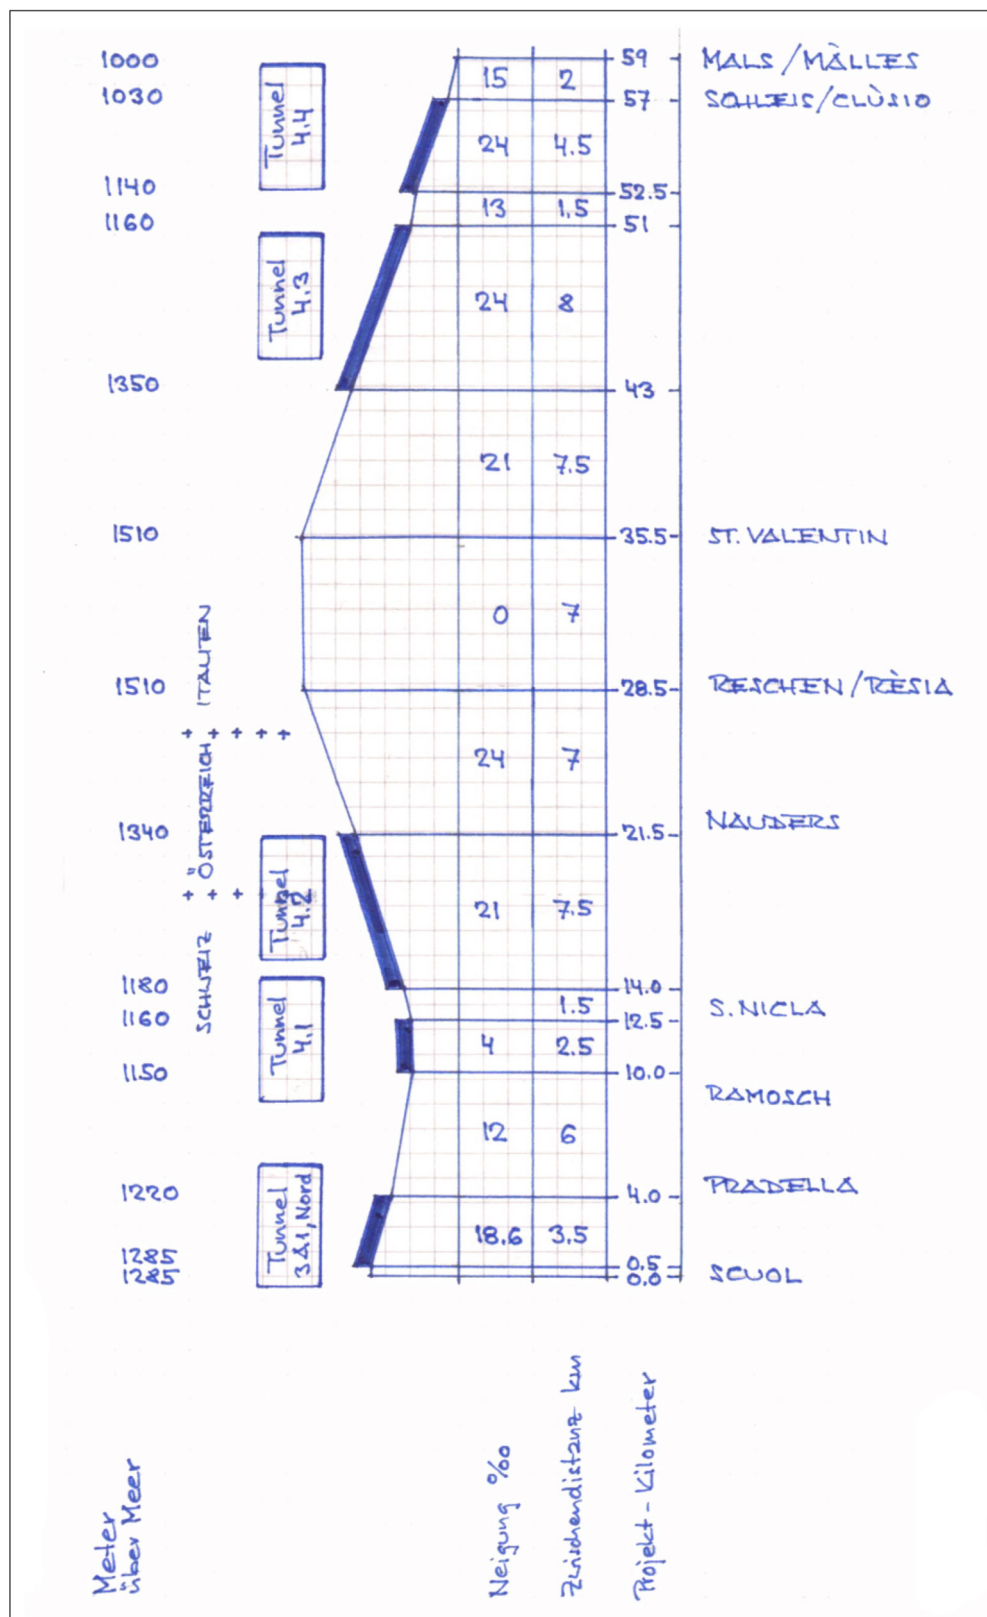 1000 59 MALS/MÀLLES
15 2
1030 57 SCHLEIS/CLÙSIO
Tunnel
4.4
24 4.5
1140 52.5
13 1.5
1160 51
Tunnel
4.3
24 8
1350 43
21 7.5
1510 35.5 ST. VALENTIN
0 7
ITALIEN
1510 28.5 RESCHEN/RÈSIA
24 7
ÖSTERREICH
1340 21.5 NAUDERS
Tunnel
4.2
21 7.5
SCHWEIZ
1180 14.0
1.5 S. NICLA
1160 12.5
Tunnel
4.1
4 2.5
1150 10.0
RAMOSCH
12 6
1220 4.0 PRADELLA
Tunnel
3&1, Nord
18.6 3.5
1285 0.5
1285 0.0 SCUOL
Meter
über Meer
Neigung ‰
Zwischendistanz km
Projekt-Kilometer